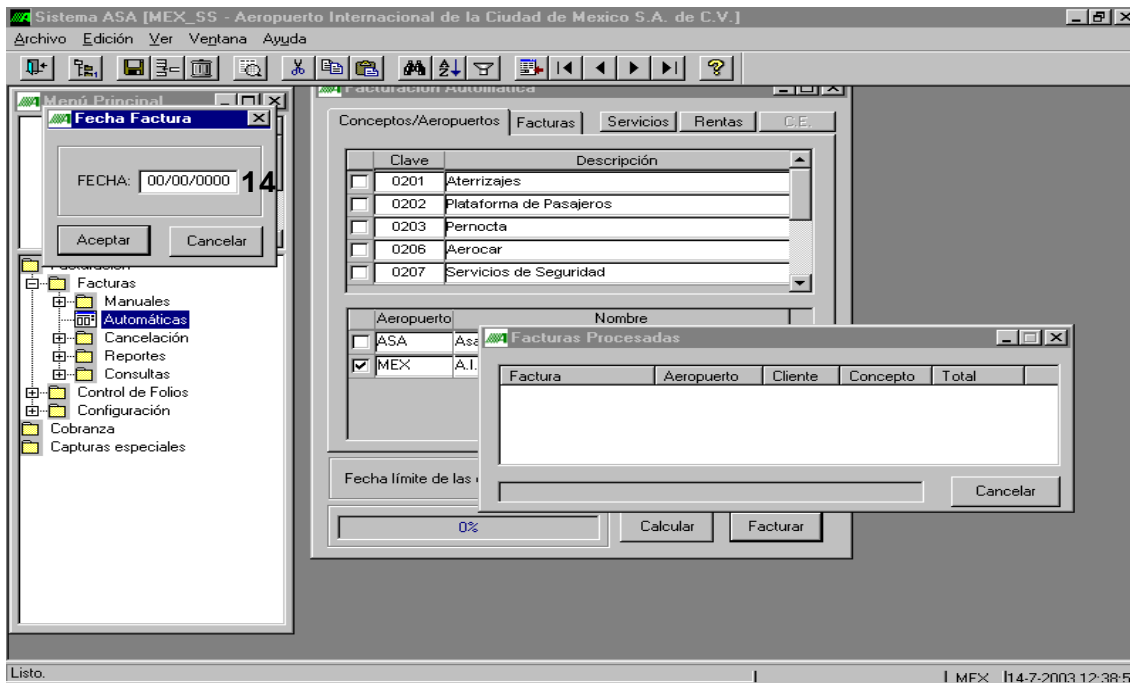 Sistema ASA [MEX_SS - Aeropuerto Internacional de la Ciudad de Mexico S.A. de C.V.]
Archivo Edición Ver Ventana Ayuda
Menú Principal
Fecha Factura
FECHA: 00/00/0000 14
Aceptar Cancelar
Facturación
Facturas
Manuales
Automáticas
Cancelación
Reportes
Consultas
Control de Folios
Configuración
Cobranza
Capturas especiales
Facturación Automática
Conceptos/Aeropuertos Facturas Servicios Rentas C.E.
Clave Descripción
0201 Aterrizajes
0202 Plataforma de Pasajeros
0203 Pernocta
0206 Aerocar
0207 Servicios de Seguridad
Aeropuerto Nombre
ASA
MEX A.I.
Fecha límite de las
0% Calcular Facturar
Facturas Procesadas
Factura Aeropuerto Cliente Concepto Total
Cancelar
Listo. MEX 14-7-2003 12:38:5